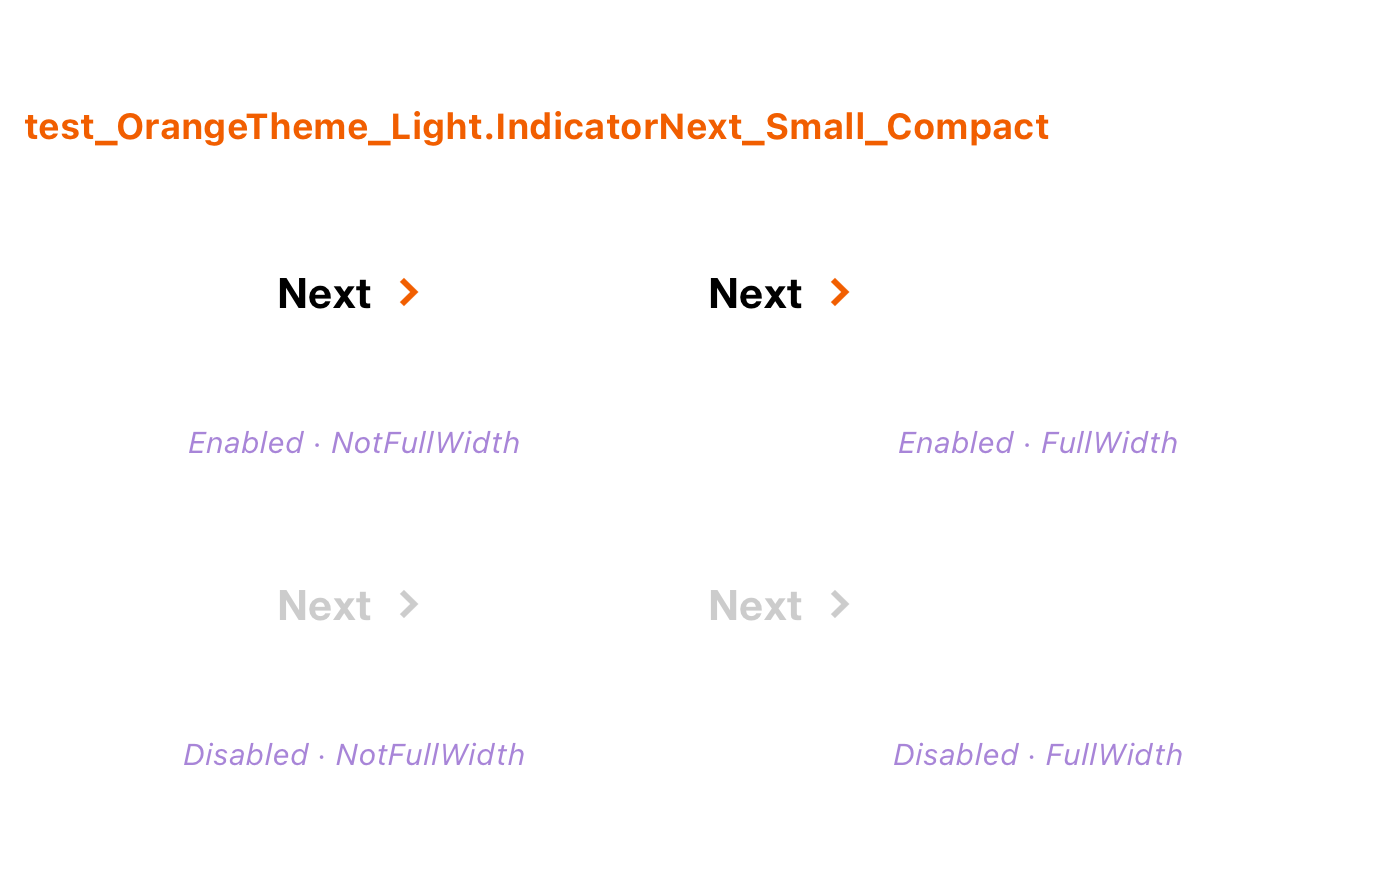 test_OrangeTheme_Light.IndicatorNext_Small_Compact
Next Next
Enabled · NotFullWidth Enabled · FullWidth
Next Next
Disabled · NotFullWidth Disabled · FullWidth